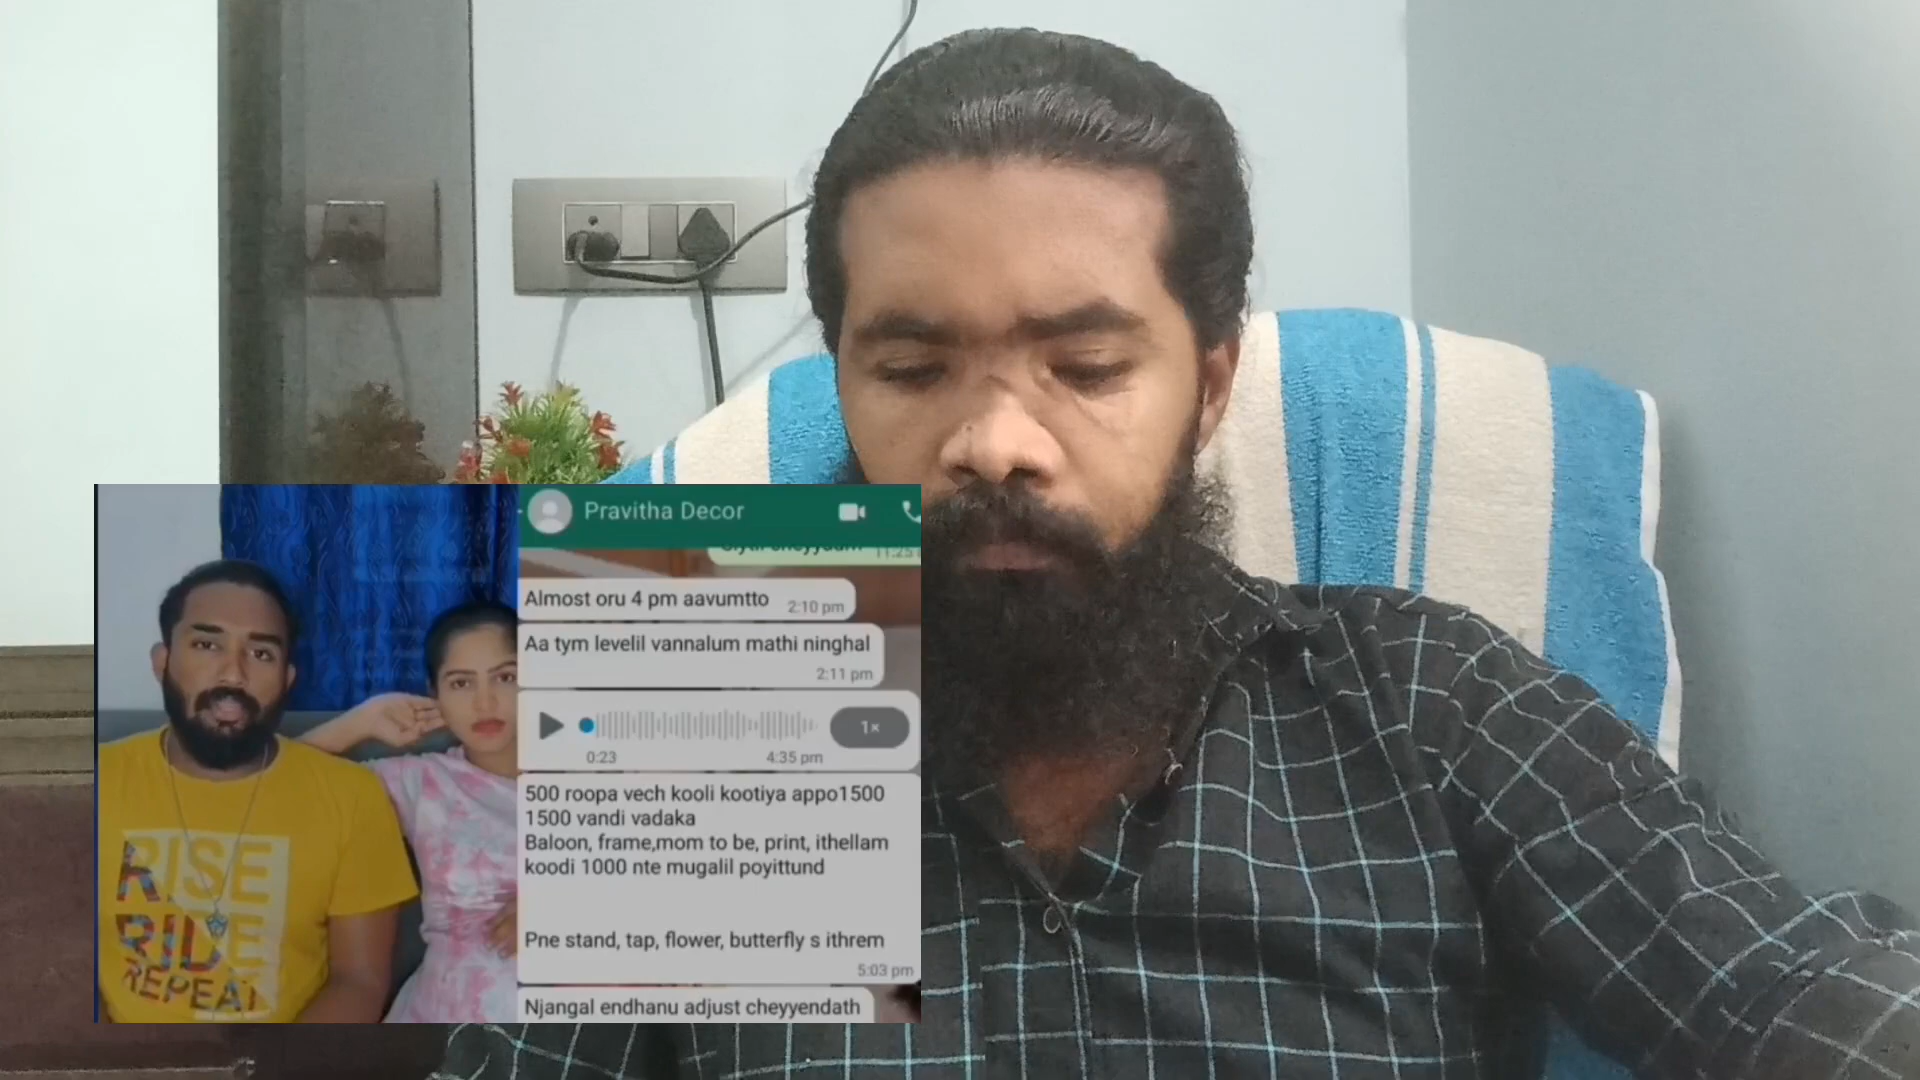 Pravitha Decor
11:25
Almost oru 4 pm aavumtto
2:10 pm
Aa tym levelil vannalum mathi ninghal
2:11 pm
1×
0:23
4:35 pm
500 roopa vech kooli kootiya appo1500
1500 vandi vadaka
Baloon, frame,mom to be, print, ithellam
koodi 1000 nte mugalil poyittund
Pne stand, tap, flower, butterfly s ithrem
5:03 pm
Njangal endhanu adjust cheyyendath
RISE
RIDE
REPEAT